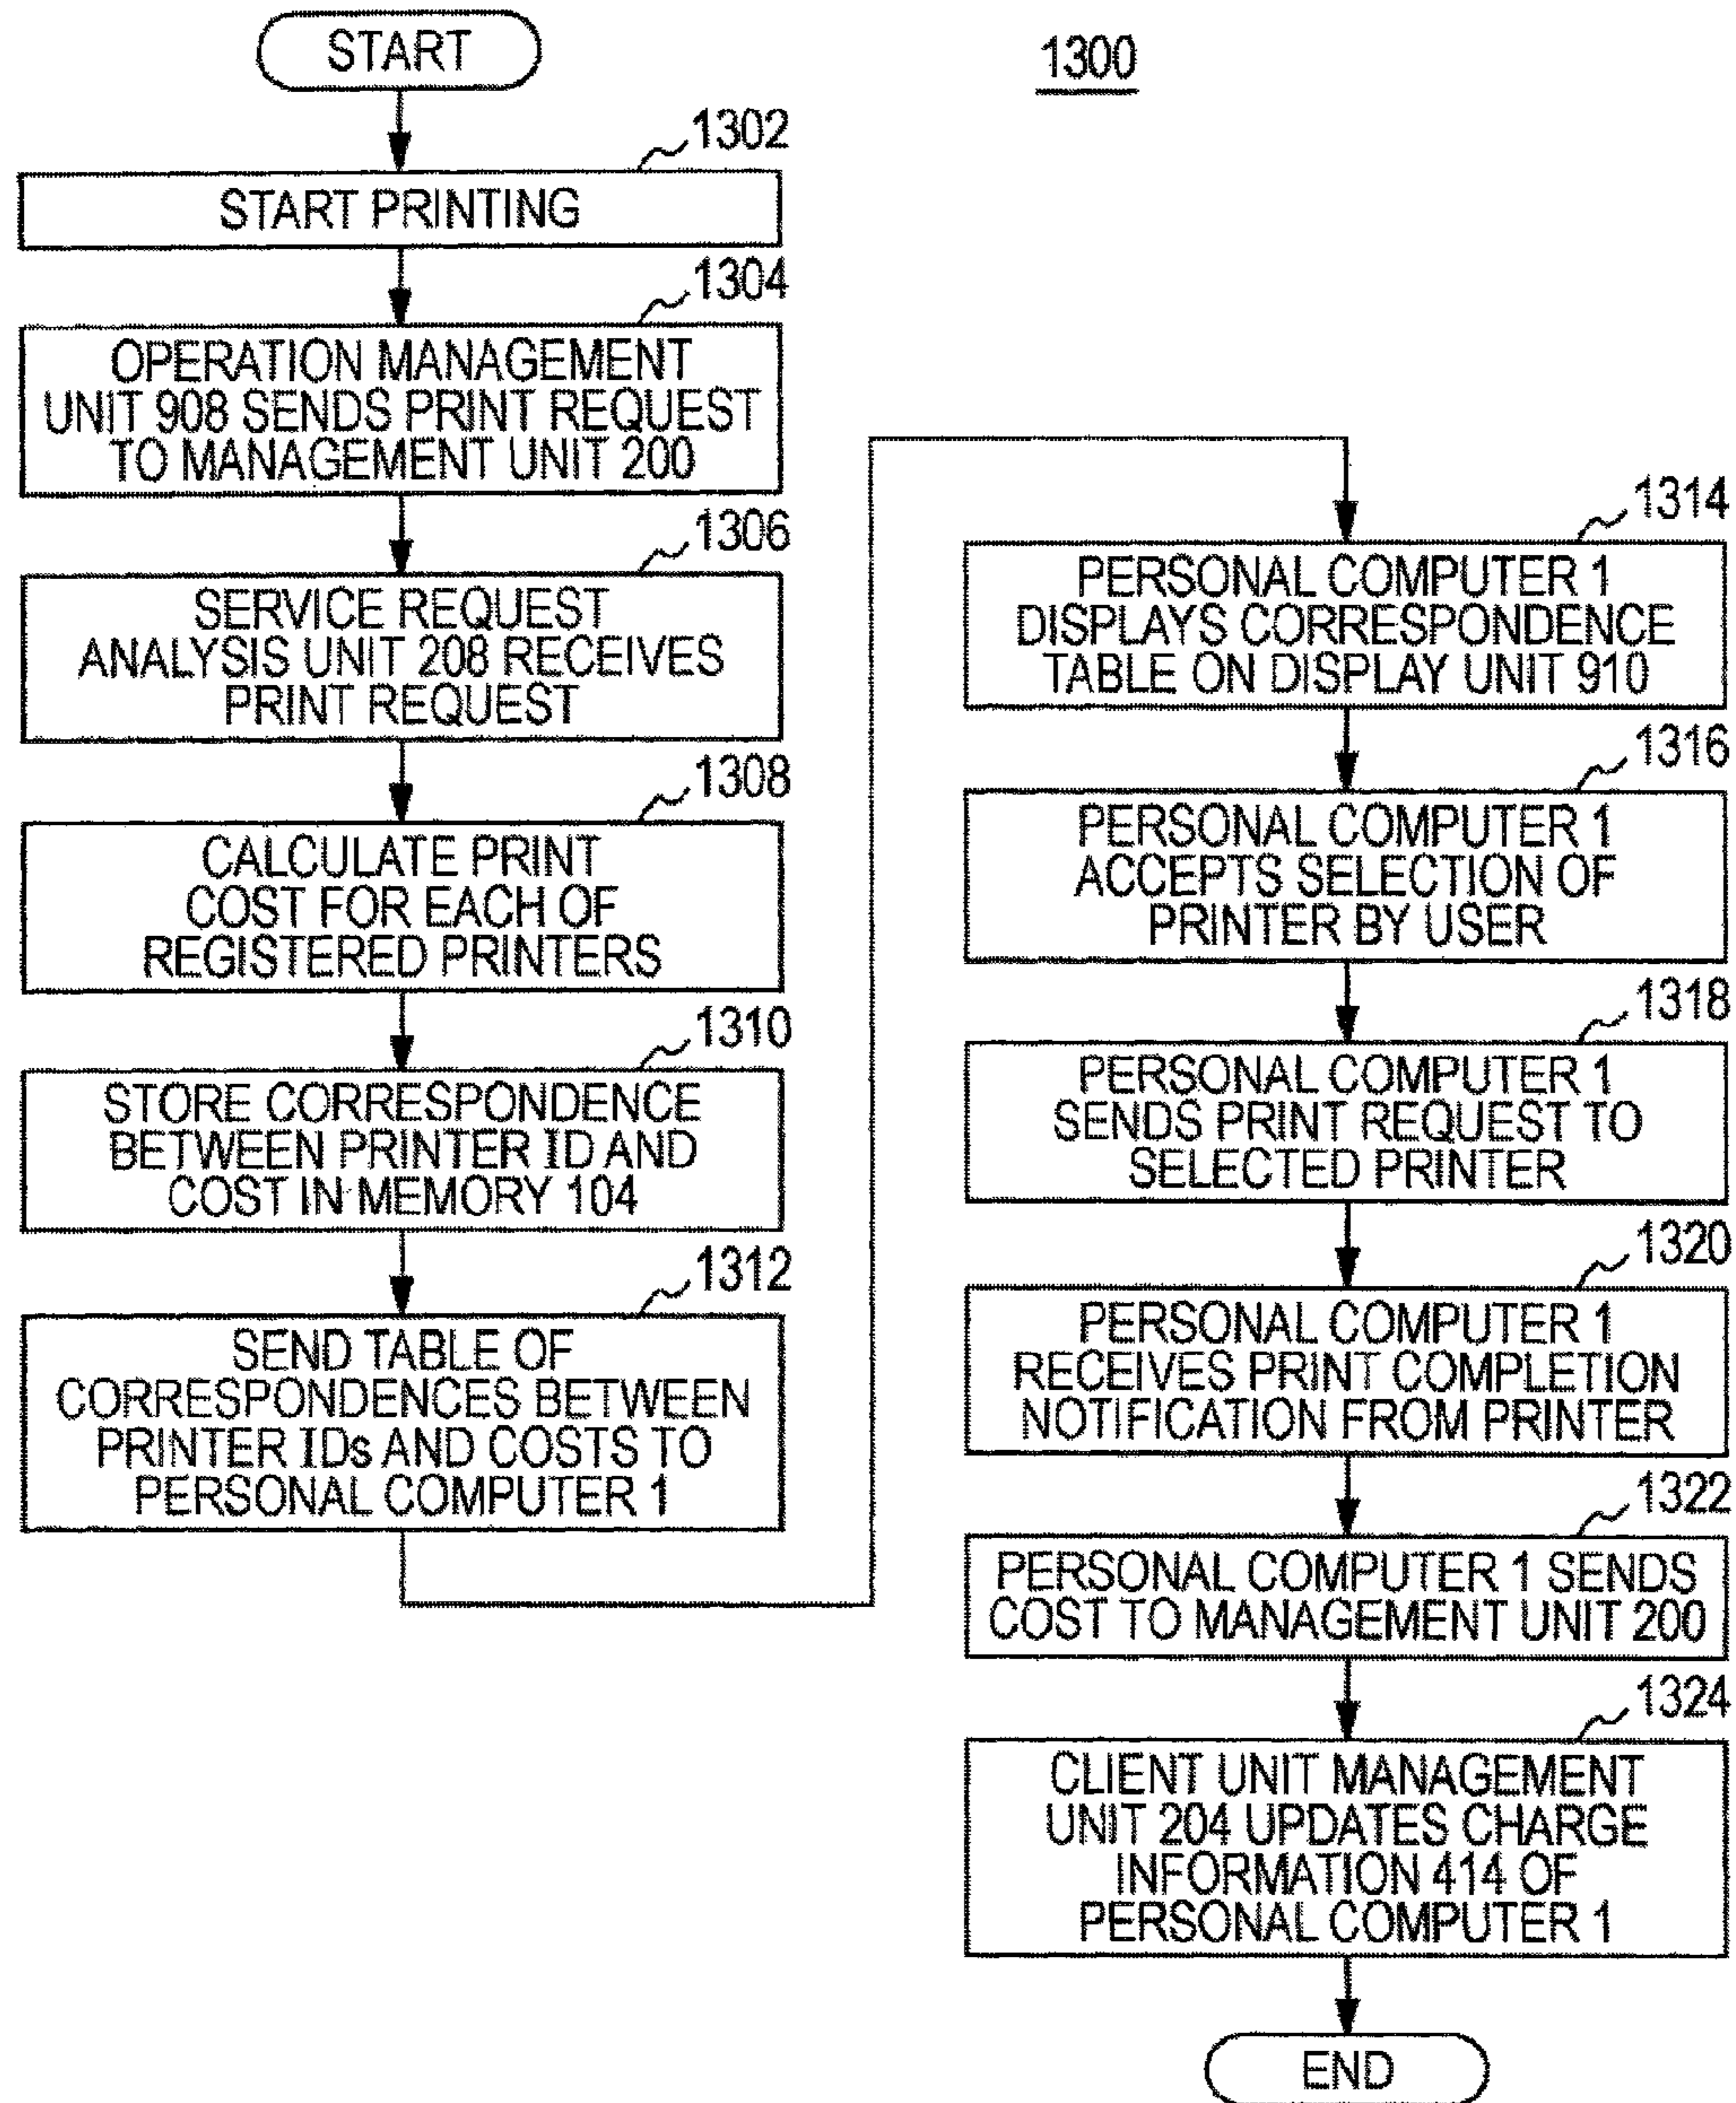 START
1300
1302
START PRINTING
1304
OPERATION MANAGEMENT
UNIT 908 SENDS PRINT REQUEST
TO MANAGEMENT UNIT 200
1306
SERVICE REQUEST
ANALYSIS UNIT 208 RECEIVES
PRINT REQUEST
1308
CALCULATE PRINT
COST FOR EACH OF
REGISTERED PRINTERS
1310
STORE CORRESPONDENCE
BETWEEN PRINTER ID AND
COST IN MEMORY 104
1312
SEND TABLE OF
CORRESPONDENCES BETWEEN
PRINTER IDs AND COSTS TO
PERSONAL COMPUTER 1
1314
PERSONAL COMPUTER 1
DISPLAYS CORRESPONDENCE
TABLE ON DISPLAY UNIT 910
1316
PERSONAL COMPUTER 1
ACCEPTS SELECTION OF
PRINTER BY USER
1318
PERSONAL COMPUTER 1
SENDS PRINT REQUEST TO
SELECTED PRINTER
1320
PERSONAL COMPUTER 1
RECEIVES PRINT COMPLETION
NOTIFICATION FROM PRINTER
1322
PERSONAL COMPUTER 1 SENDS
COST TO MANAGEMENT UNIT 200
1324
CLIENT UNIT MANAGEMENT
UNIT 204 UPDATES CHARGE
INFORMATION 414 OF
PERSONAL COMPUTER 1
END